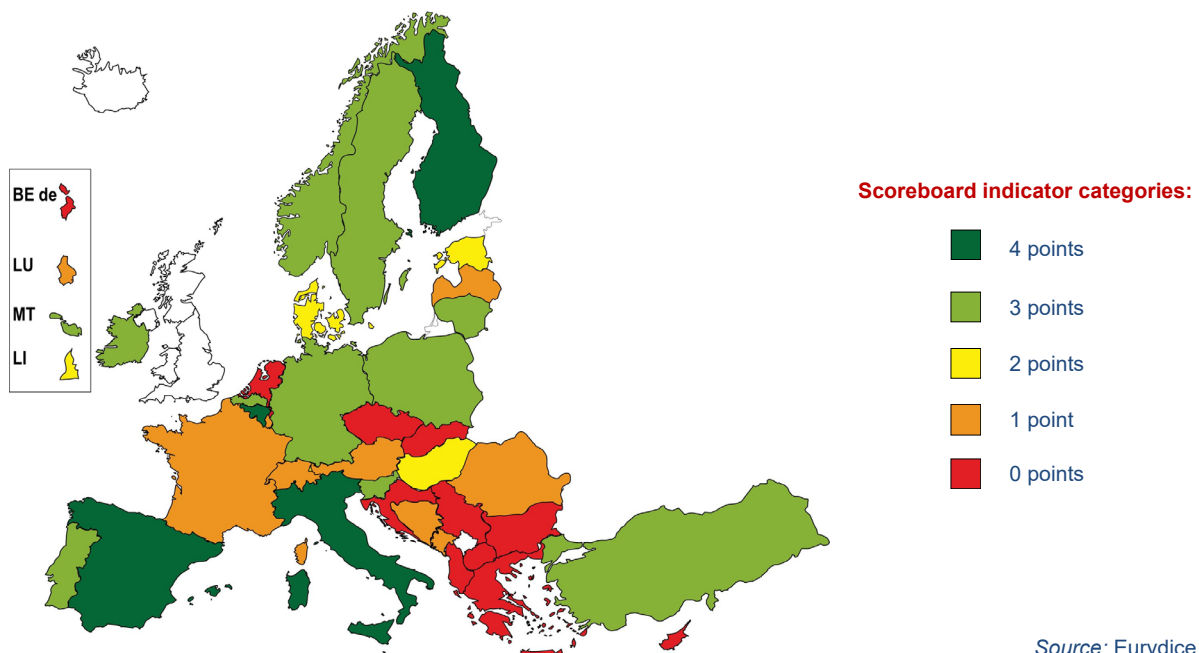 BE de
LU
MT
LI
Scoreboard indicator categories:
4 points
3 points
2 points
1 point
0 points
Source: Eurydice